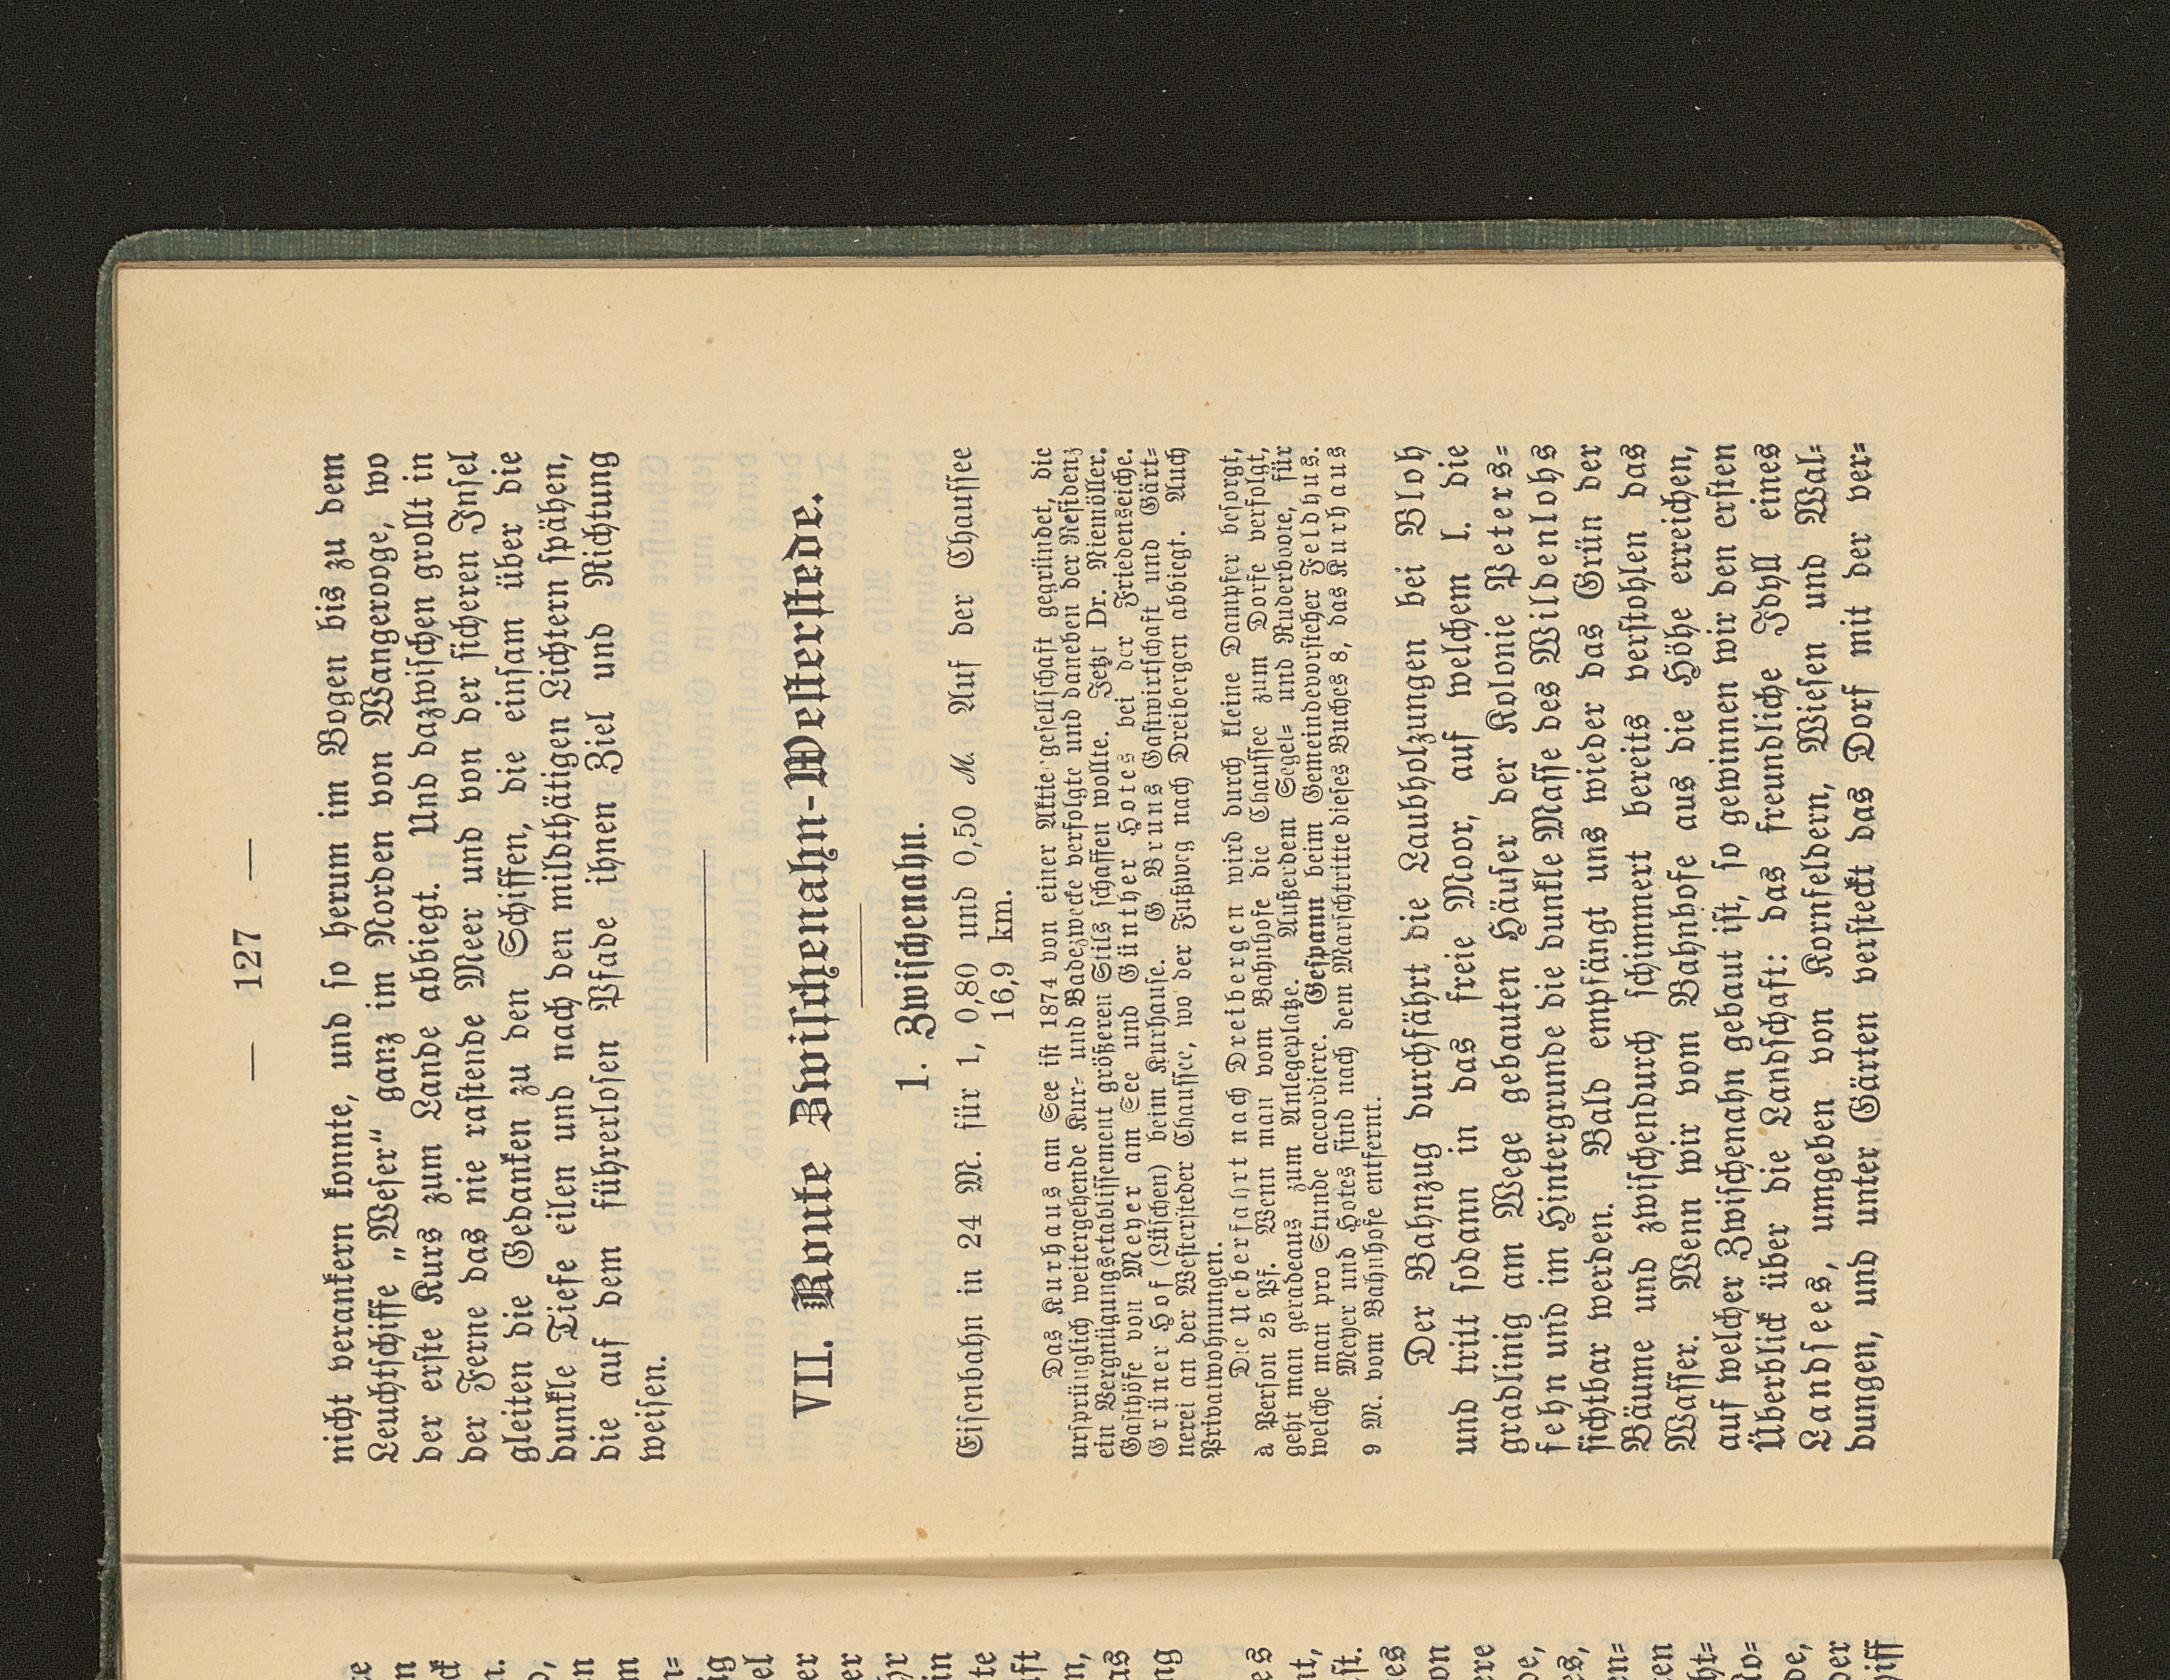 — 127 —
nicht verankern konnte, und so herum im Bogen bis zu dem
Leuchtschiffe „Weser“ ganz im Norden von Wangerooge, wo
der erste Kurs zum Lande abbiegt. Und dazwischen grollt in
der Ferne das nie rastende Meer und von der sicheren Insel
gleiten die Gedanken zu den Schiffen, die einsam über die
dunkle Tiefe eilen und nach den mildthätigen Lichtern spähen,
die auf dem führerlosen Pfade ihnen Ziel und Richtung
weisen.
VII. Route Zwischenahn-Westerstede.
1. Zwischenahn.
Eisenbahn in 24 M. für 1, 0,80 und 0,50 M. Auf der Chaussee
16,9 km.
Das Kurhaus am See ist 1874 von einer Aktiengesellschaft gegründet, die
ursprünglich weitergehende Kur- und Badezwecke verfolgte und daneben der Residenz
ein Vergnügungsetablissement größeren Stils schaffen wollte. Jetzt Dr. Niemöller.
Gasthöfe von Meyer am See und Günther Hotes bei der Friedenseiche.
Grüner Hof (Lütschen) beim Kurhause. G Bruns Gastwirtschaft und Gärt-
nerei an der Westersteder Chaussee, wo der Fußweg nach Dreibergen abbiegt. Auch
Privatwohnungen.
Die Ueberfahrt nach Dreibergen wird durch kleine Dampfer besorgt,
à Person 25 Pf. Wenn man vom Bahnhofe die Chaussee zum Dorfe verfolgt,
geht man geradeaus zum Anlegeplatze. Außerdem Segel- und Ruderboote, für
welche man pro Stunde accordiere. Gespann beim Gemeindevorsteher Feldhus.
Meyer und Hotes sind nach dem Marschtritte dieses Buches 8, das Kurhaus
9 M. vom Bahnhofe entfernt.
Der Bahnzug durchfährt die Laubholzungen bei Bloh
und tritt sodann in das freie Moor, auf welchem l. die
gradlinig am Wege gebauten Häuser der Kolonie Peters-
fehn und im Hintergrunde die dunkle Masse des Wildenlohs
sichtbar werden. Bald empfängt uns wieder das Grün der
Bäume und zwischendurch schimmert bereits verstohlen das
Wasser. Wenn wir vom Bahnhofe aus die Höhe erreichen,
auf welcher Zwischenahn gebaut ist, so gewinnen wir den ersten
Überblick über die Landschaft: das freundliche Idyll eines
Landsees, umgeben von Kornfeldern, Wiesen und Wal-
dungen, und unter Gärten versteckt das Dorf mit der ver-